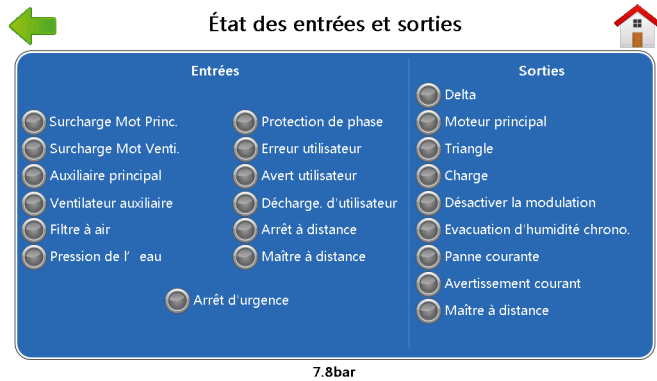 État des entrées et sorties
Entrées
Surcharge Mot Princ.
Surcharge Mot Venti.
Auxiliaire principal
Ventilateur auxiliaire
Filtre à air
Pression de l’eau
Protection de phase
Erreur utilisateur
Avert utilisateur
Décharge. d'utilisateur
Arrêt à distance
Maître à distance
Arrêt d'urgence
Sorties
Delta
Moteur principal
Triangle
Charge
Désactiver la modulation
Evacuation d'humidité chrono.
Panne courante
Avertissement courant
Maître à distance
7.8bar